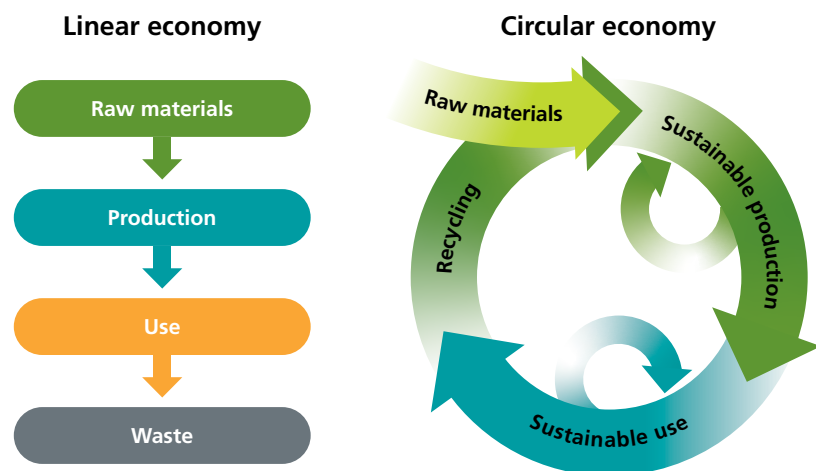 Linear economy
Raw materials
Production
Use
Waste
Circular economy
Raw materials
Sustainable production
Sustainable use
Recycling